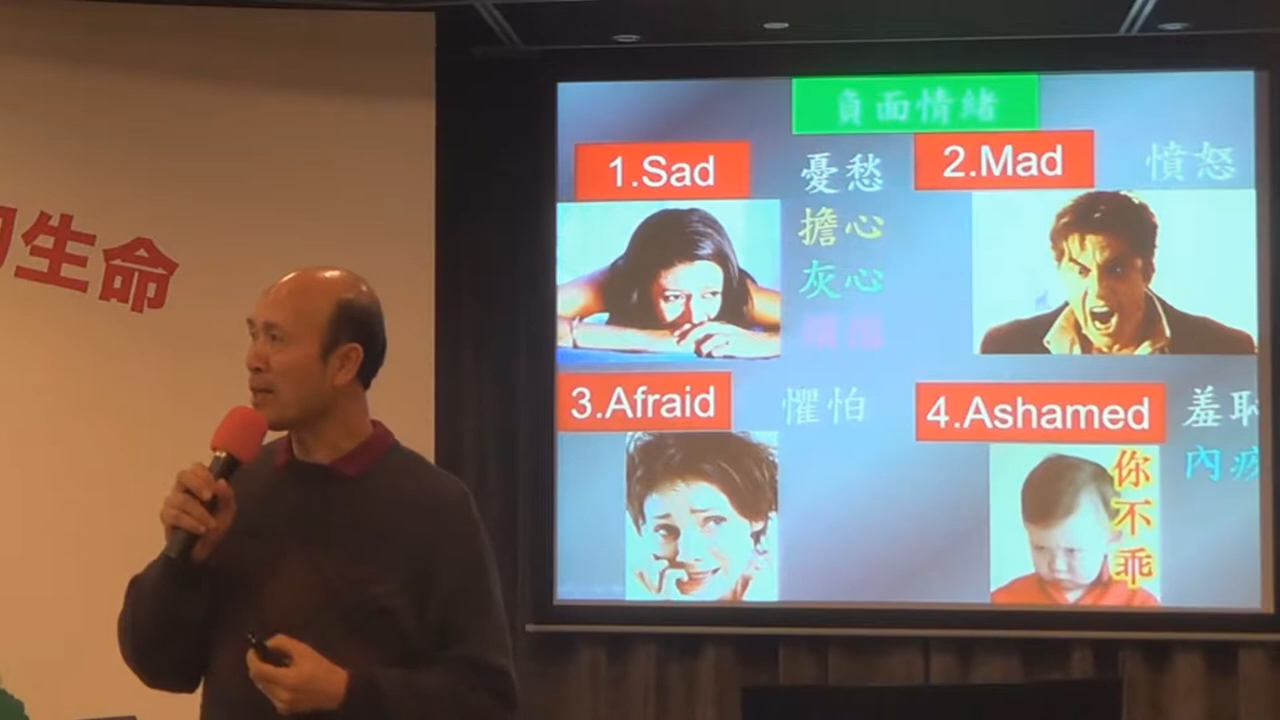 生命
負面情緒
1.Sad
憂愁
擔心
灰心
2.Mad
憤怒
3.Afraid
懼怕
4.Ashamed
羞恥
內疚
你
不
乖